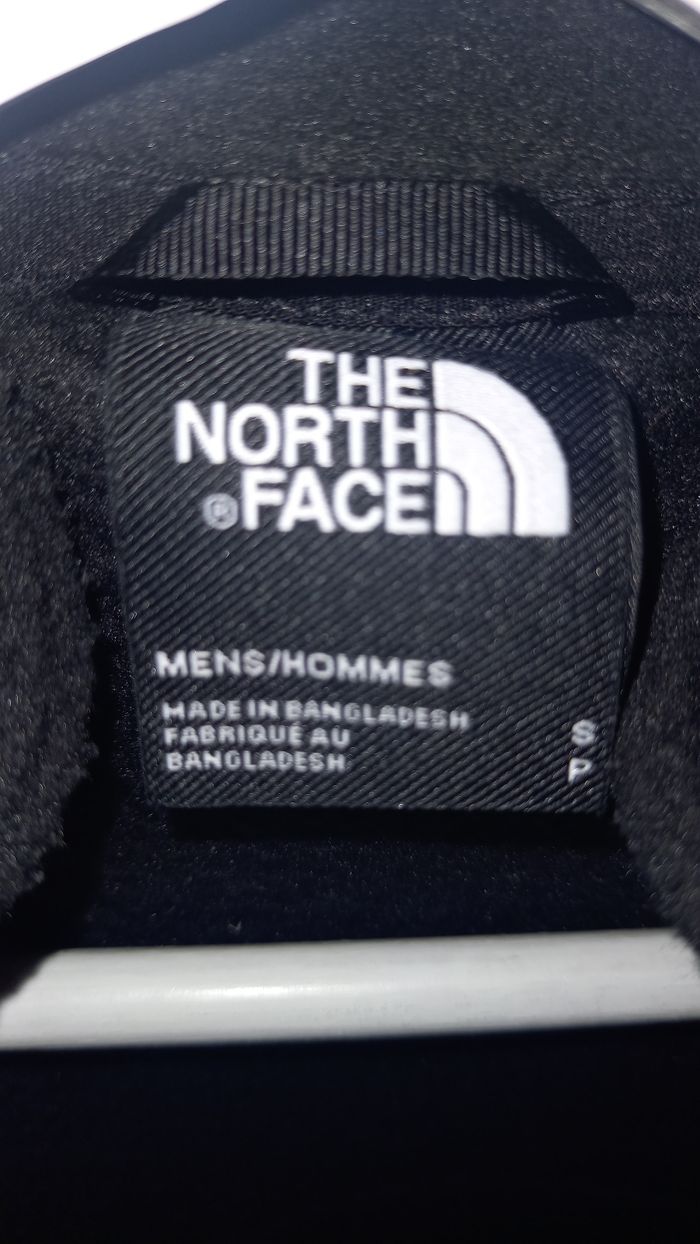 THE
NORTH
®FACE
MENS/HOMMES
MADE IN BANGLADESH
FABRIQUÉ AU
BANGLADESH
S
P